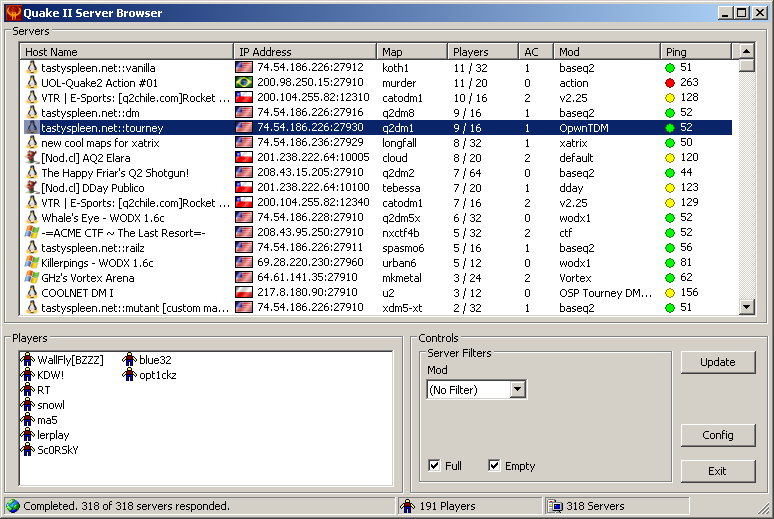 Quake II Server Browser
Servers
Host Name IP Address Map Players AC Mod Ping
tastyspleen.net::vanilla 74.54.186.226:27912 koth1 11 / 32 1 baseq2 51
UOL-Quake2 Action #01 200.98.250.15:27910 murder 11 / 20 0 action 263
VTR | E-Sports: [q2chile.com]Rocket ... 200.104.255.82:12310 catodm1 10 / 16 2 v2.25 128
tastyspleen.net::dm 74.54.186.226:27916 q2dm8 9 / 16 1 baseq2 52
tastyspleen.net::tourney 74.54.186.226:27930 q2dm1 9 / 16 1 OpwnTDM 52
new cool maps for xatrix 74.54.236.236:29929 longfall 8 / 32 1 xatrix 50
[Nod.cl] AQ2 Elara 201.238.222.64:10005 cloud 8 / 20 2 default 120
The Happy Friar's Q2 Shotgun! 208.43.15.205:27910 q2dm2 7 / 64 1 baseq2 44
[Nod.cl] DDay Publico 201.238.222.64:10100 tebessa 7 / 20 1 dday 123
VTR | E-Sports: [q2chile.com]Rocket ... 200.104.255.82:12340 catodm1 7 / 16 2 v2.25 129
Whale's Eye - WODX 1.6c 74.54.186.228:27910 q2dm5x 6 / 32 0 wodx1 52
-=ACME CTF ~ The Last Resort=- 208.43.95.250:27910 nxctf4b 5 / 32 2 ctf 52
tastyspleen.net::railz 74.54.186.226:27911 spasmo6 5 / 16 1 baseq2 56
Killerpings - WODX 1.6c 69.28.220.230:27960 urban6 5 / 12 0 wodx1 81
GHz's Vortex Arena 64.61.141.35:27910 mkmetal 3 / 24 2 Vortex 62
COOLNET DM I 217.8.180.90:27910 u2 3 / 12 0 OSP Tourney DM... 156
tastyspleen.net::mutant [custom ma... 74.54.186.226:27910 xdm5-xt 2 / 32 1 baseq2 51
Players
WallFly[BZZZ] blue32
KDW! opt1ckz
RT
snowl
ma5
lerplay
Sc0RSkY
Controls
Server Filters
Mod
(No Filter)
Full Empty
Update
Config
Exit
Completed. 318 of 318 servers responded. 191 Players 318 Servers